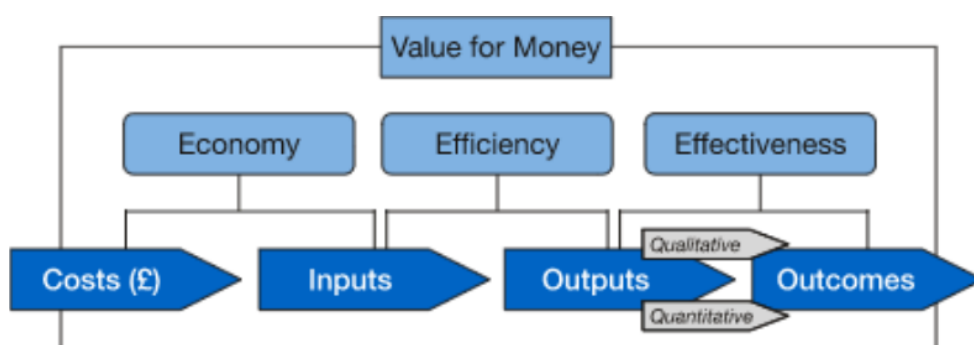 Value for Money
Economy
Efficiency
Effectiveness
Qualitative
Costs (£)
Inputs
Outputs
Outcomes
Quantitative